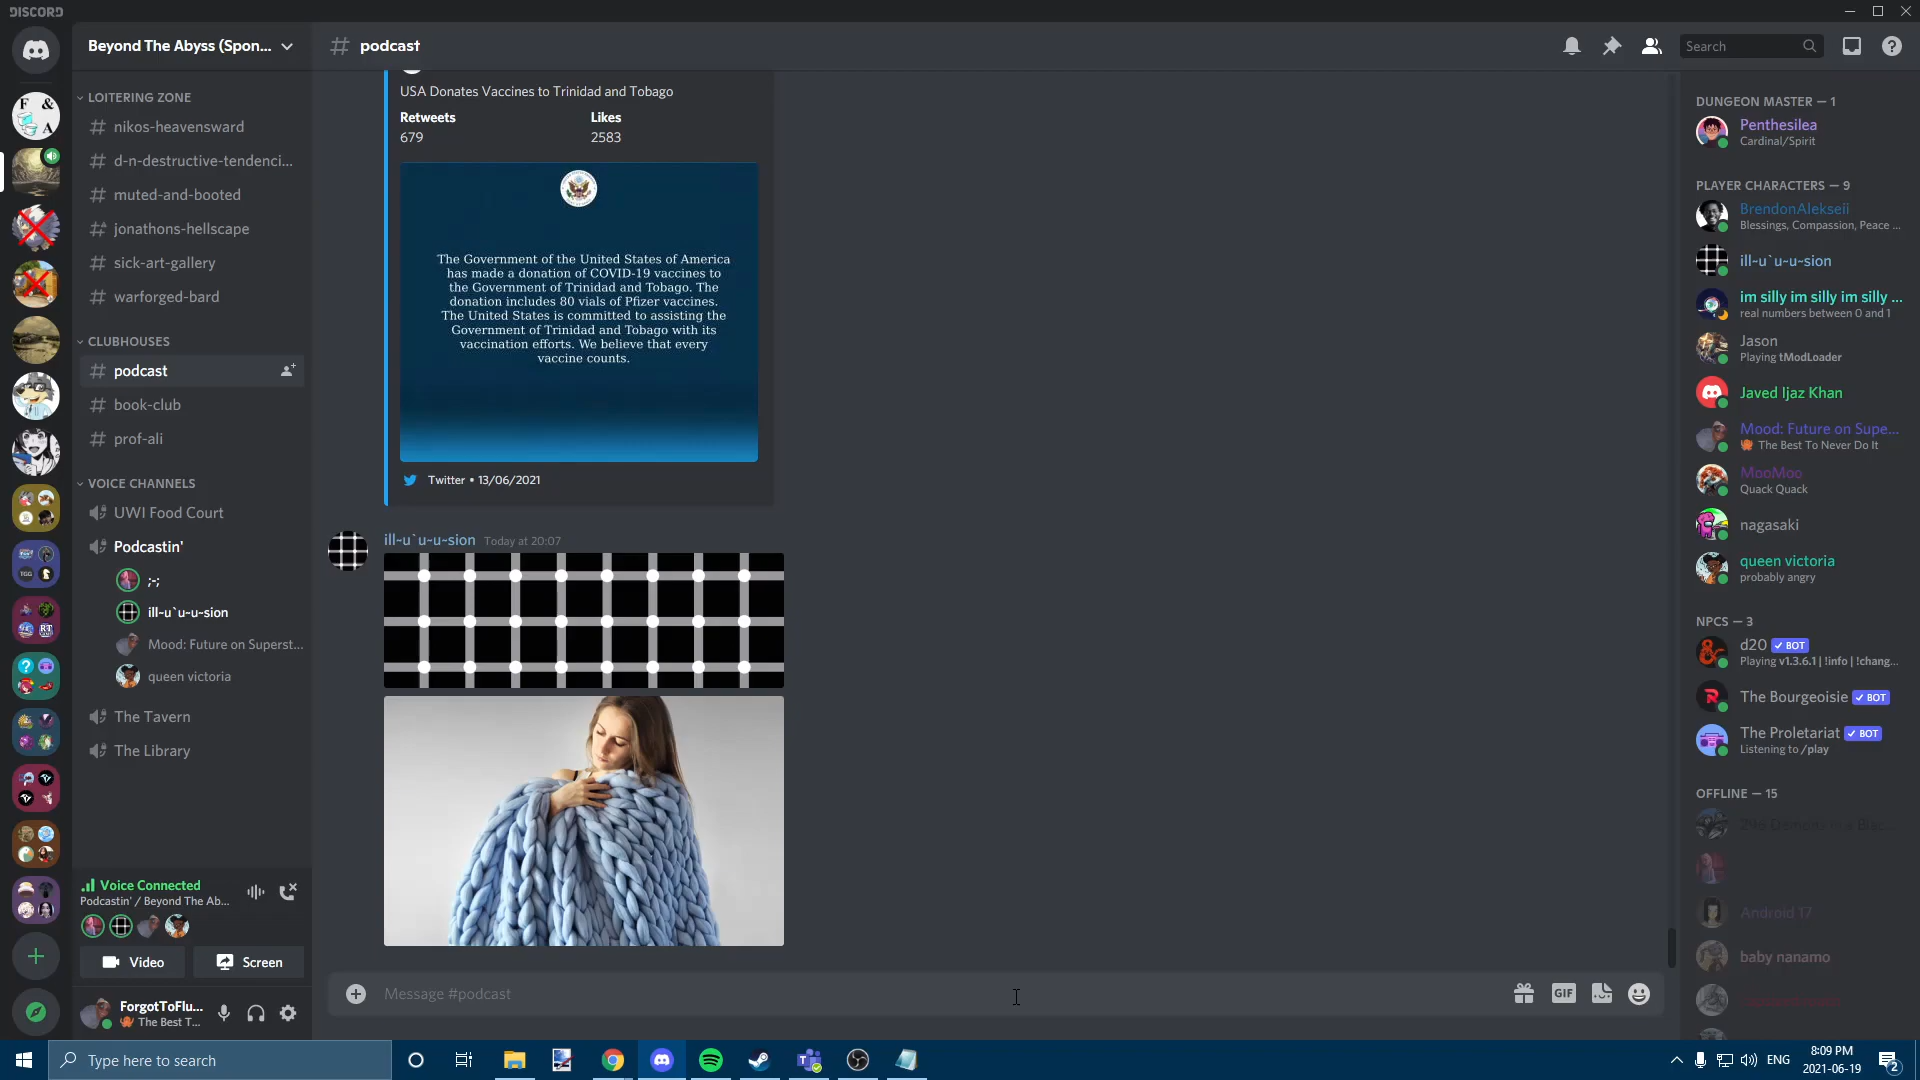 DISCORD
Beyond The Abyss (Spon...
LOITERING ZONE
nikos-heavensward
d-n-destructive-tendenci...
muted-and-booted
jonathons-hellscape
sick-art-gallery
warforged-bard
CLUBHOUSES
podcast
book-club
prof-ali
VOICE CHANNELS
UWI Food Court
Podcastin'
;-;
ill-u`u-u-sion
Mood: Future on Superst...
queen victoria
The Tavern
The Library
Voice Connected
Podcastin' / Beyond The Ab...
Video
Screen
ForgotToFlu...
The Best T...
F & A
TGG
RT
podcast
Search
USA Donates Vaccines to Trinidad and Tobago
Retweets
Likes
679
2583
The Government of the United States of America
has made a donation of COVID-19 vaccines to
the Government of Trinidad and Tobago. The
donation includes 80 vials of Pfizer vaccines.
The United States is committed to assisting the
Government of Trinidad and Tobago with its
vaccination efforts. We believe that every
vaccine counts.
Twitter • 13/06/2021
ill-u`u-u-sion Today at 20:07
Message #podcast
GIF
DUNGEON MASTER — 1
Penthesilea
Cardinal/Spirit
PLAYER CHARACTERS — 9
BrendonAlekseii
Blessings, Compassion, Peace ...
ill-u`u-u-sion
im silly im silly im silly ...
real numbers between 0 and 1
Jason
Playing tModLoader
Javed Ijaz Khan
Mood: Future on Supe...
The Best To Never Do It
MooMoo
Quack Quack
nagasaki
queen victoria
probably angry
NPCS — 3
d20 BOT
Playing v1.3.6.1 | !info | !chang...
The Bourgeoisie BOT
The Proletariat BOT
Listening to /play
OFFLINE — 15
Android 17
baby nanamo
Type here to search
ENG
8:09 PM
2021-06-19
2